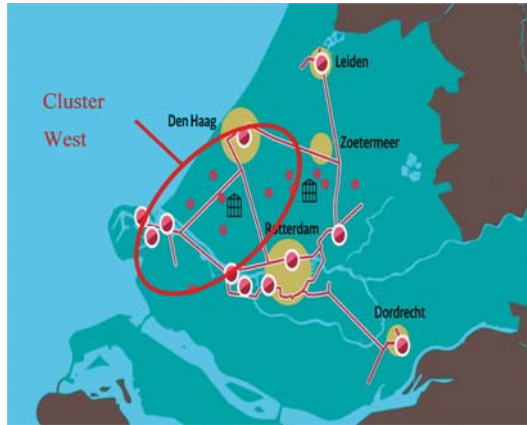 Cluster
West
Leiden
Den Haag
Zoetermeer
Rotterdam
Dordrecht